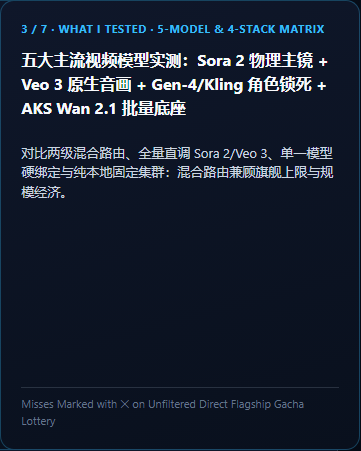 3 / 7 · WHAT I TESTED · 5-MODEL & 4-STACK MATRIX
五大主流视频模型实测：Sora 2 物理主镜 +
Veo 3 原生音画 + Gen-4/Kling 角色锁死 +
AKS Wan 2.1 批量底座
对比两级混合路由、全量直调 Sora 2/Veo 3、单一模型
硬绑定与纯本地固定集群：混合路由兼顾旗舰上限与规
模经济。
Misses Marked with ✕ on Unfiltered Direct Flagship Gacha
Lottery